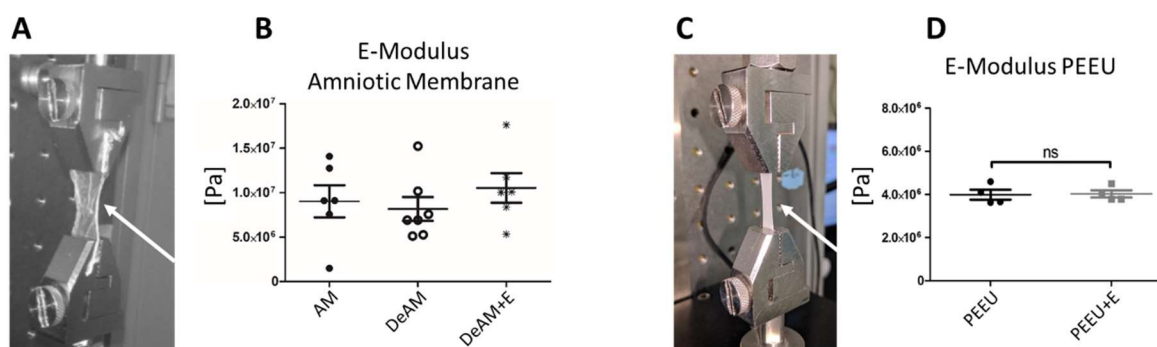 A
B
E-Modulus
Amniotic Membrane
2.0×10⁷
1.5×10⁷
1.0×10⁷
5.0×10⁶
0
[Pa]
AM
DeAM
DeAM+E
C
D
E-Modulus PEEU
8.0×10⁶
6.0×10⁶
4.0×10⁶
2.0×10⁶
0
[Pa]
ns
PEEU
PEEU+E